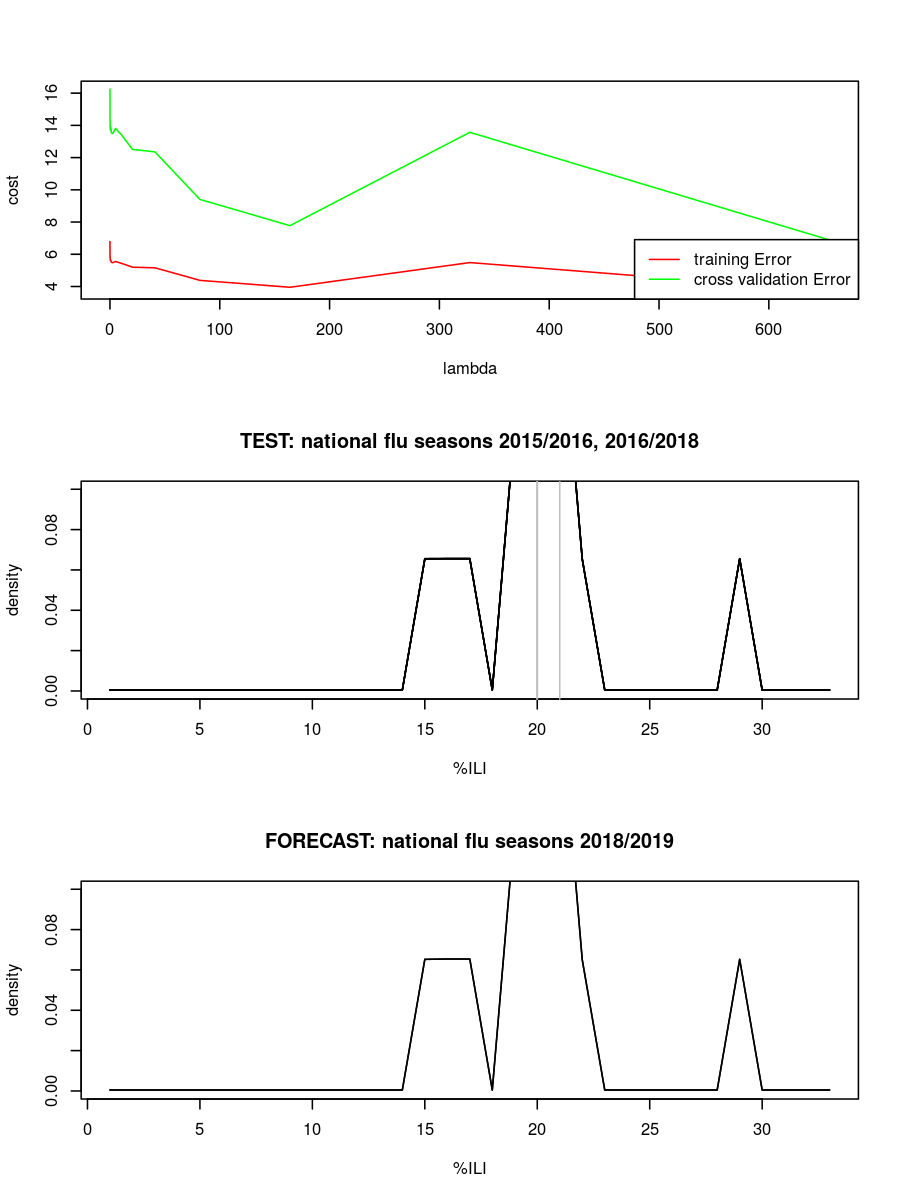 16
14
12
10
8
6
4
cost
training Error
cross validation Error
0 100 200 300 400 500 600
lambda
TEST: national flu seasons 2015/2016, 2016/2018
0.08
0.04
0.00
density
0 5 10 15 20 25 30
%ILI
FORECAST: national flu seasons 2018/2019
0.08
0.04
0.00
density
0 5 10 15 20 25 30
%ILI